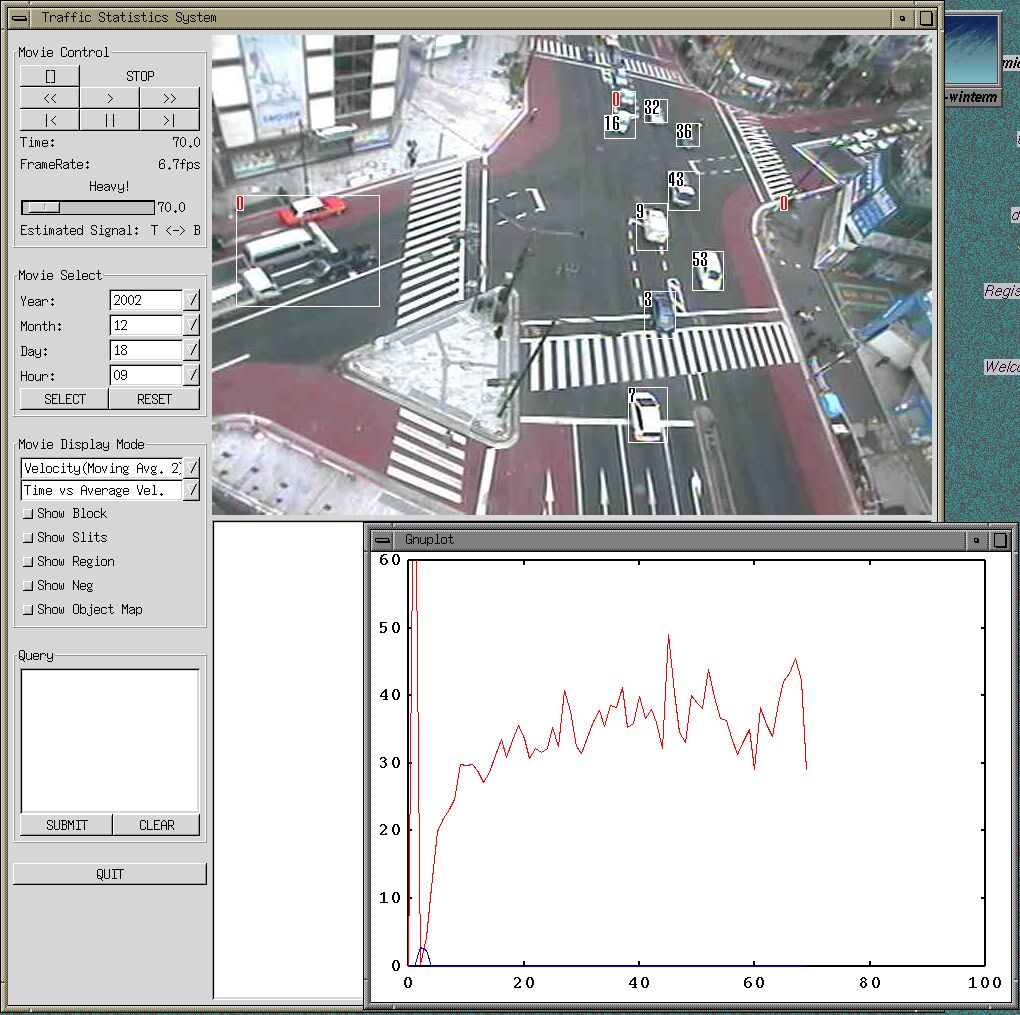 Traffic Statistics System
Movie Control
[] STOP
<< > >>
|< || >|
Time: 70.0
FrameRate: 6.7fps
Heavy!
70.0
Estimated Signal: T <-> B
Movie Select
Year: 2002 /
Month: 12 /
Day: 18 /
Hour: 09 /
SELECT RESET
Movie Display Mode
Velocity(Moving Avg. 2) /
Time vs Average Vel. /
Show Block
Show Slits
Show Region
Show Neg
Show Object Map
Query
SUBMIT CLEAR
QUIT
0
32
16
36
43
0
0
9
53
3
7
-winterm
Regis
Welco
Gnuplot
60
50
40
30
20
10
0
0 20 40 60 80 100